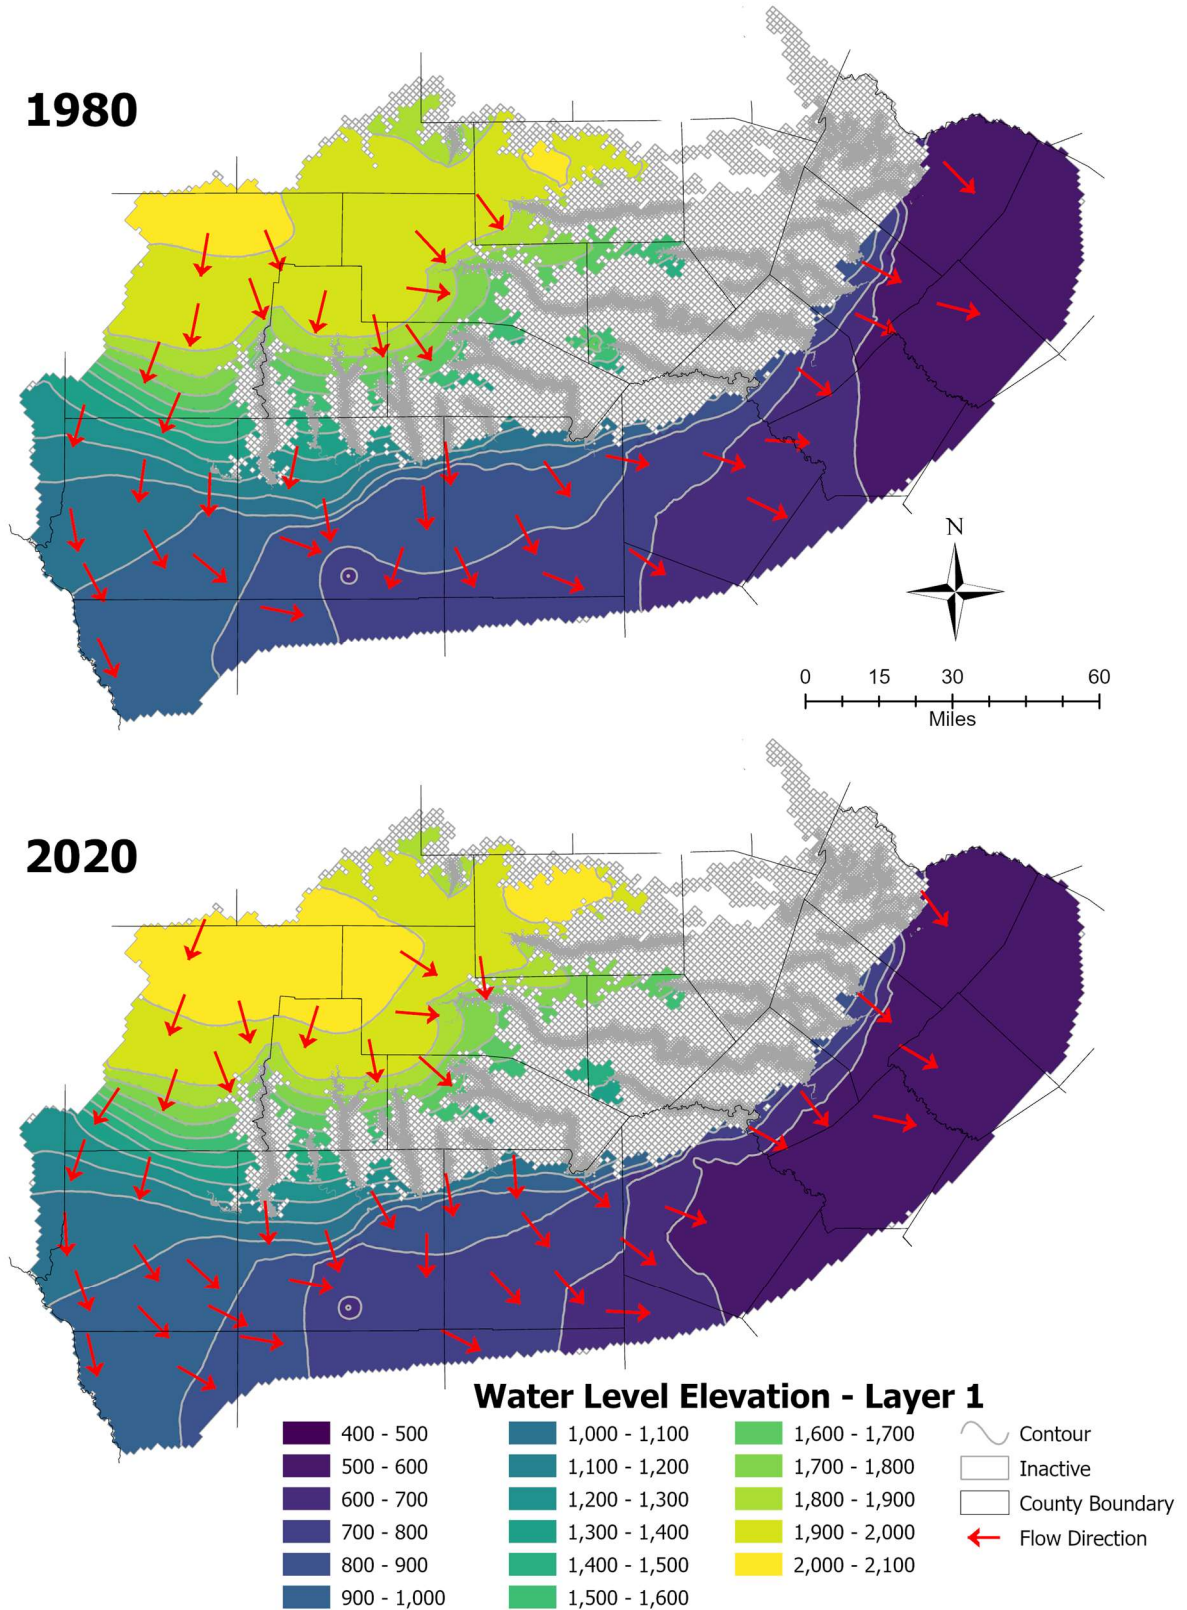 1980
N
0 15 30 60
Miles
2020
Water Level Elevation - Layer 1
400 - 500
500 - 600
600 - 700
700 - 800
800 - 900
900 - 1,000
1,000 - 1,100
1,100 - 1,200
1,200 - 1,300
1,300 - 1,400
1,400 - 1,500
1,500 - 1,600
1,600 - 1,700
1,700 - 1,800
1,800 - 1,900
1,900 - 2,000
2,000 - 2,100
Contour
Inactive
County Boundary
Flow Direction